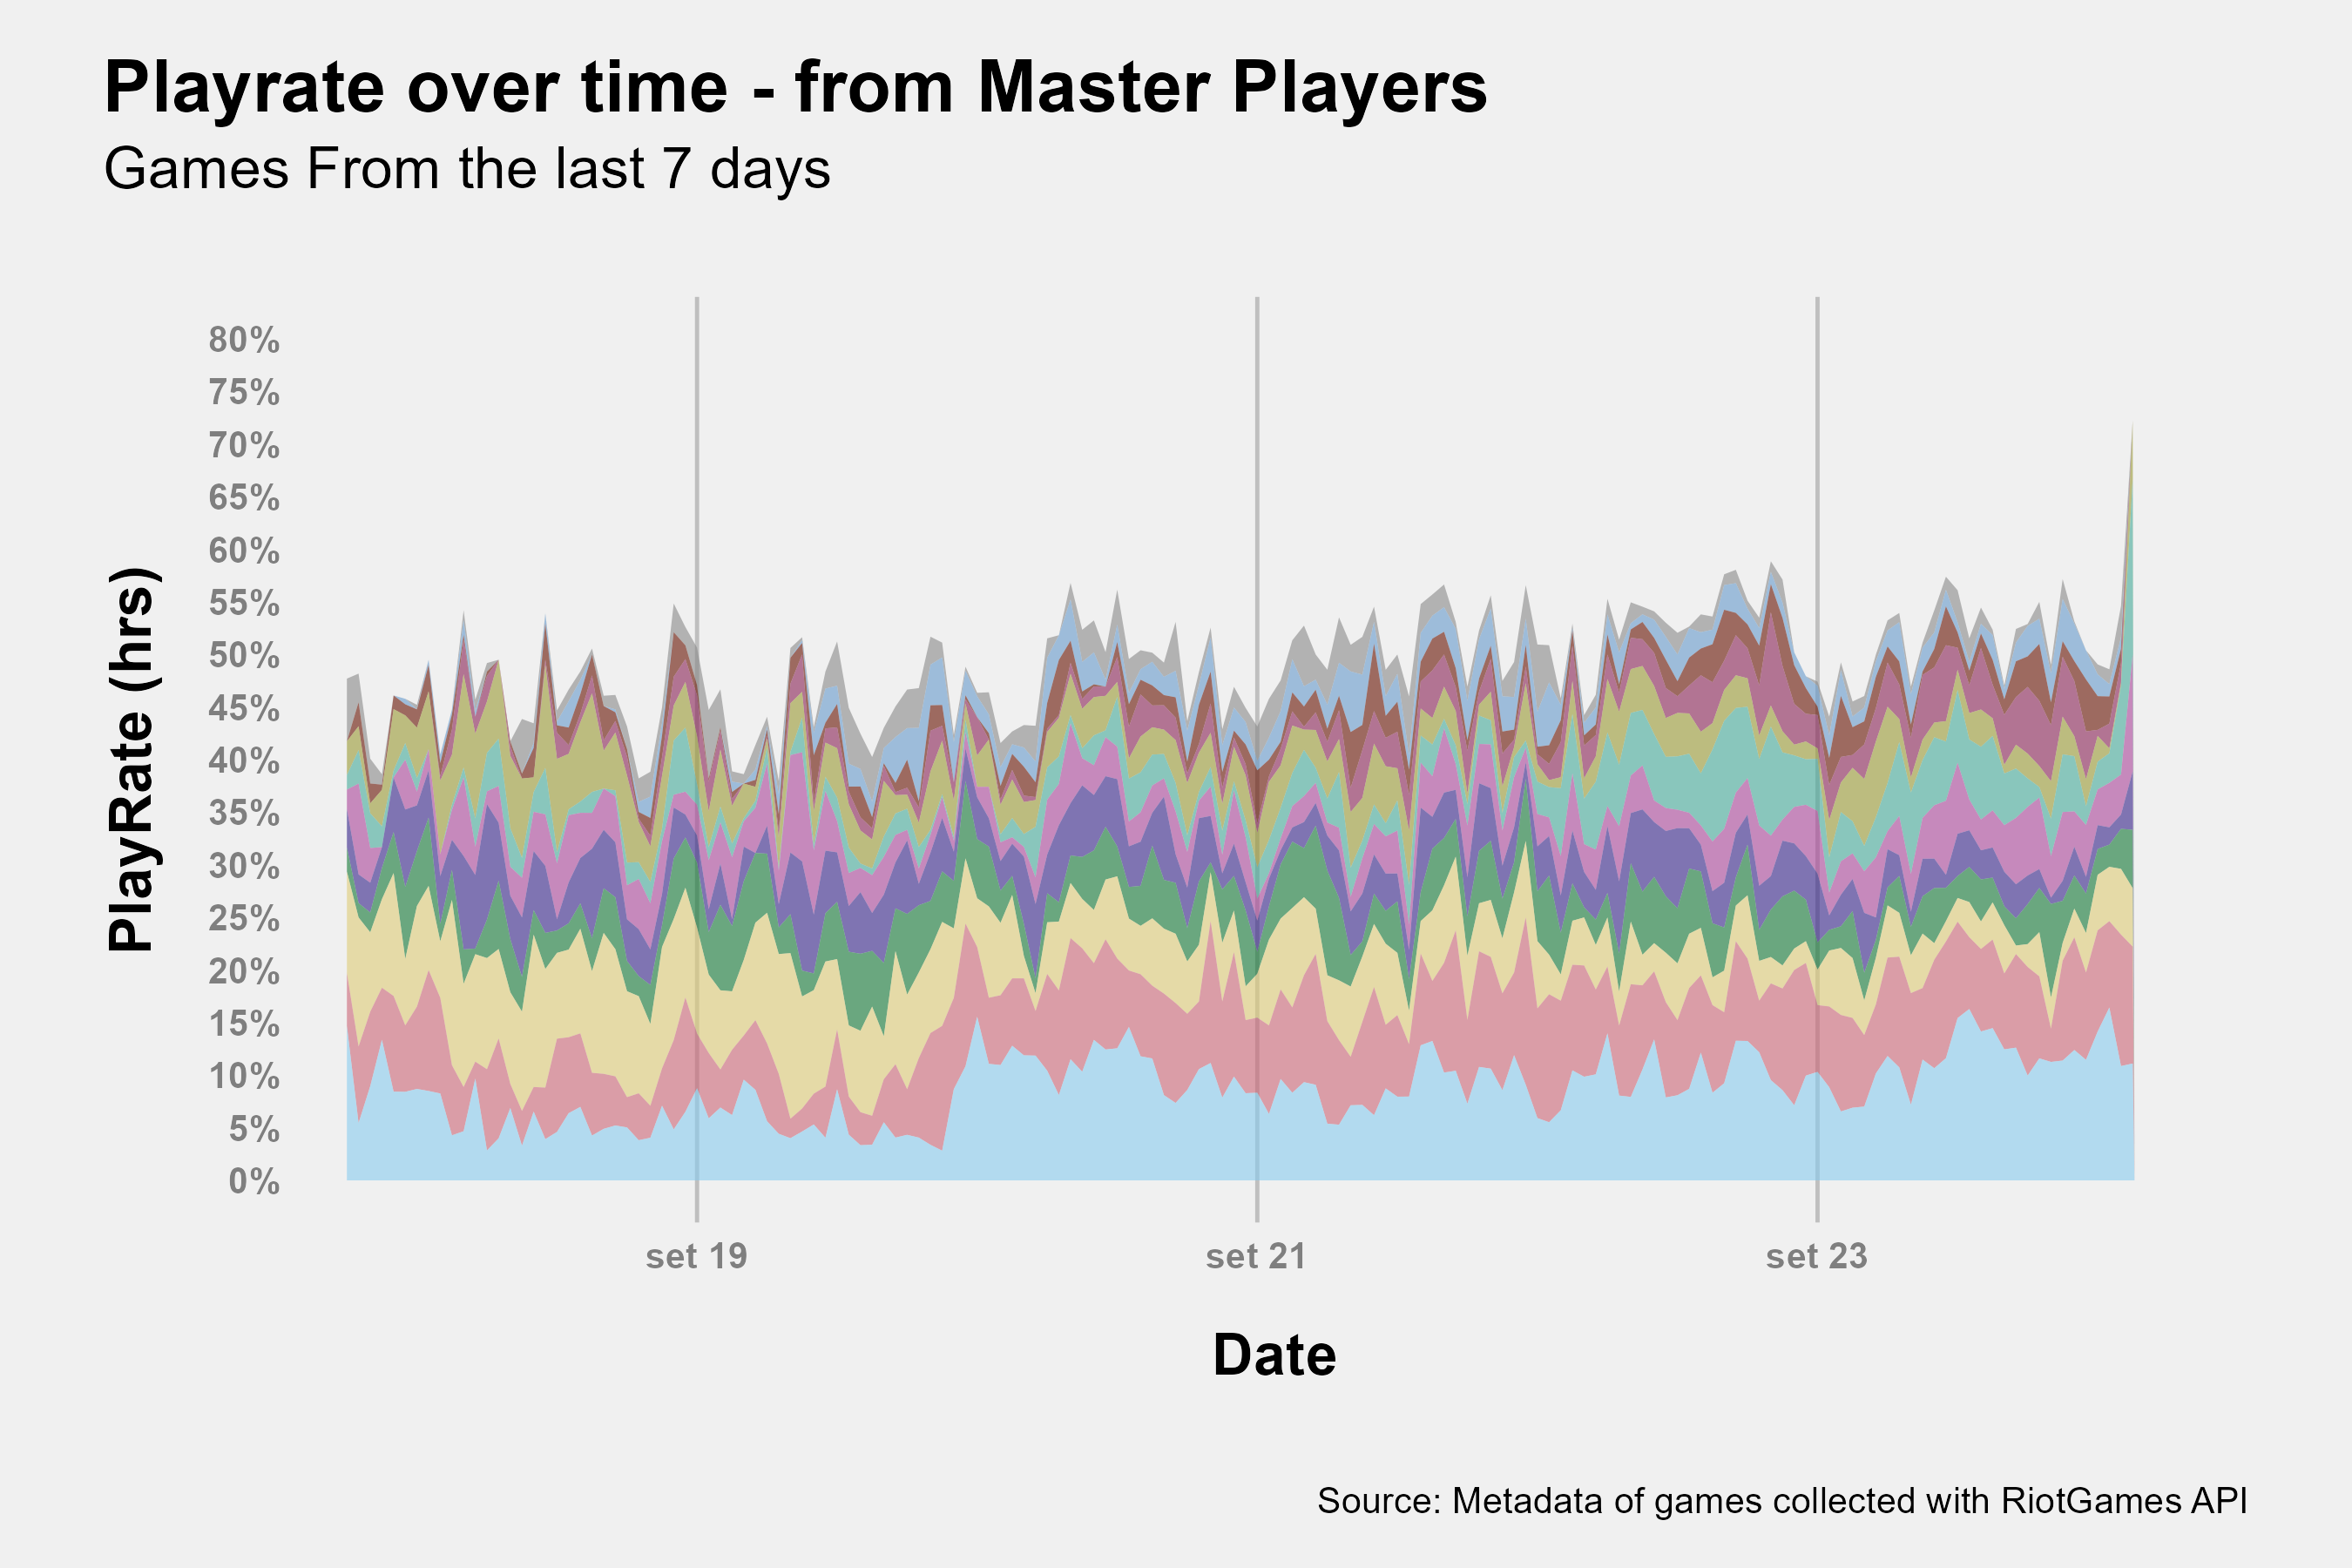 Playrate over time - from Master Players
Games From the last 7 days
80%
75%
70%
65%
60%
55%
50%
45%
40%
35%
30%
25%
20%
15%
10%
5%
0%
PlayRate (hrs)
set 19
set 21
set 23
Date
Source: Metadata of games collected with RiotGames API